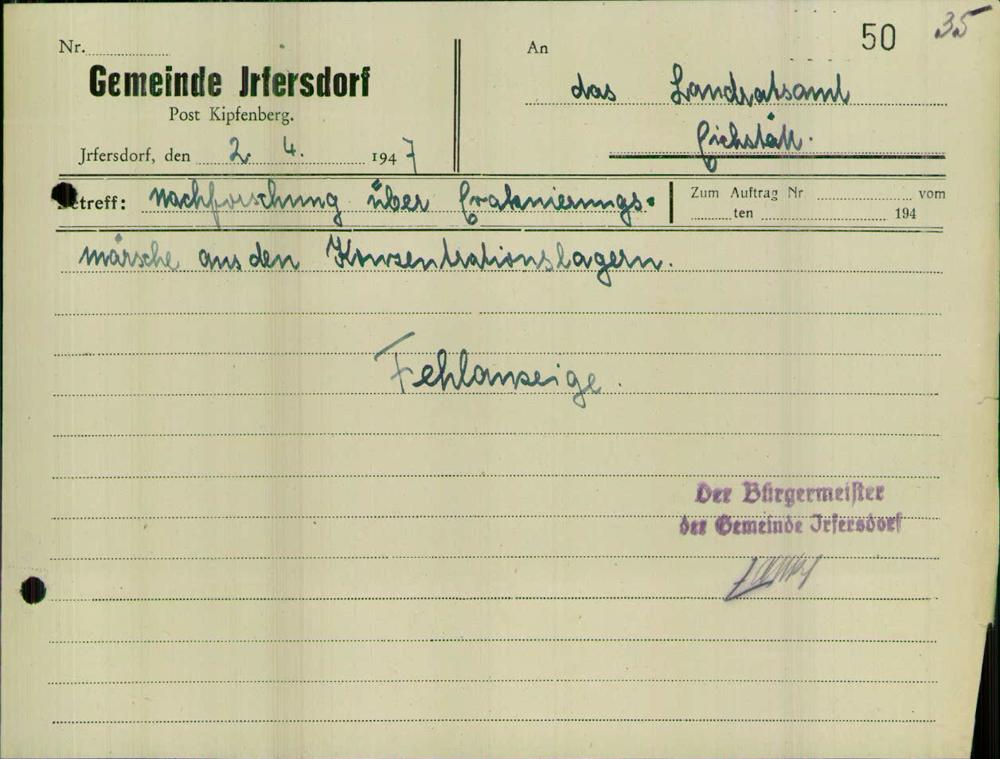 50
35
Nr.
Gemeinde Jrfersdorf
Post Kipfenberg.
Jrfersdorf, den 2. 4. 1947
An
das Landratsamt
Eichstätt.
Betreff: Nachforschung über Evakuierungs-
Zum Auftrag Nr vom
ten 194
märsche aus den Konzentrationslagern.
Fehlanzeige.
Der Bürgermeister
der Gemeinde Irfersdorf